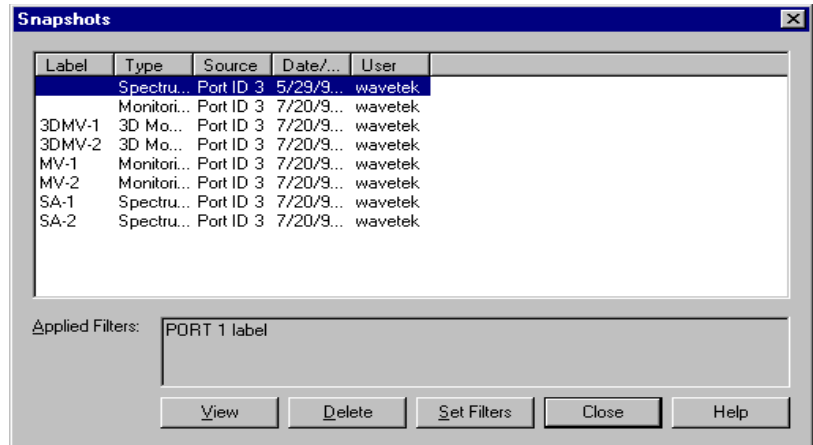 Snapshots
Label Type Source Date/... User
Spectru... Port ID 3 5/29/9... wavetek
Monitori... Port ID 3 7/20/9... wavetek
3DMV-1 3D Mo... Port ID 3 7/20/9... wavetek
3DMV-2 3D Mo... Port ID 3 7/20/9... wavetek
MV-1 Monitori... Port ID 3 7/20/9... wavetek
MV-2 Monitori... Port ID 3 7/20/9... wavetek
SA-1 Spectru... Port ID 3 7/20/9... wavetek
SA-2 Spectru... Port ID 3 7/20/9... wavetek
Applied Filters: PORT 1 label
View Delete Set Filters Close Help